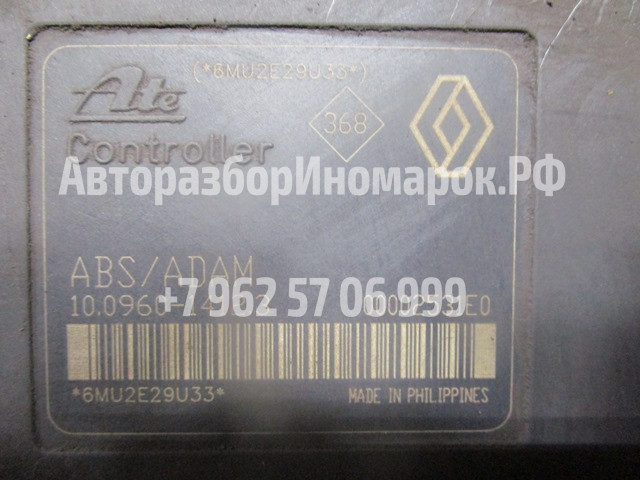 (*6MU2E29U33*)
Ate
368
Controller
АвторазборИномарок.РФ
ABS/ADAM
+7 962 57 06 999
*6MU2E29U33*
MADE IN PHILIPPINES